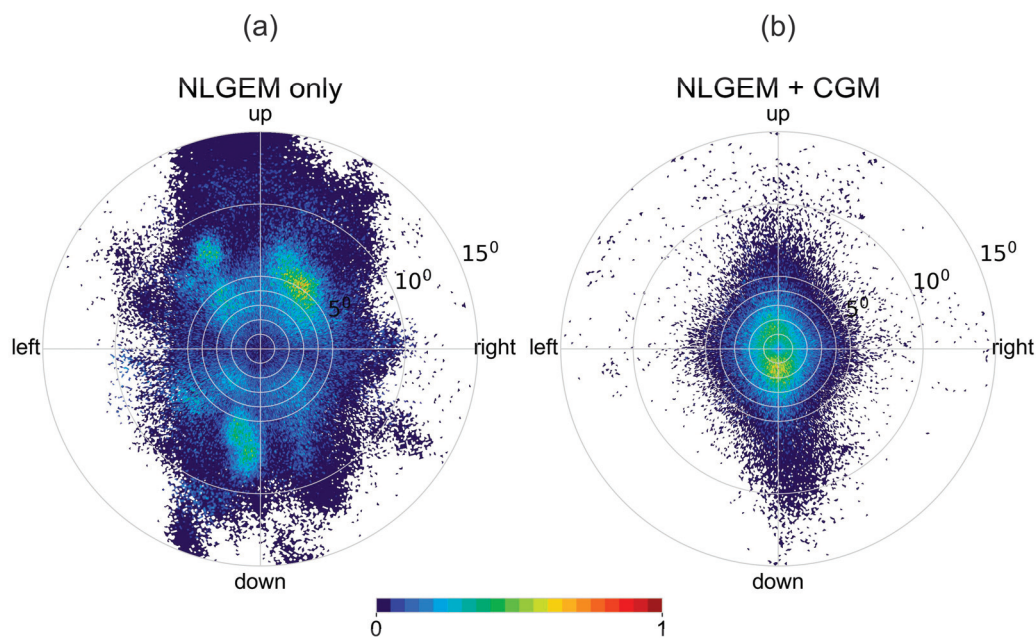 (a)
NLGEM only
up
15⁰
10⁰
5⁰
left
right
down
(b)
NLGEM + CGM
up
15⁰
10⁰
5⁰
left
right
down
0
1